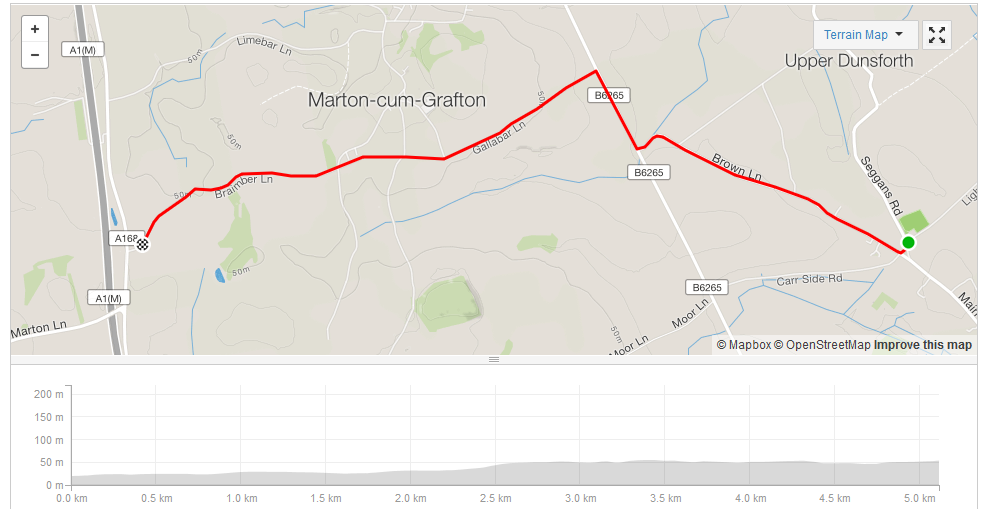 +
−
A1(M)
Limebar Ln
50m
Terrain Map
Upper Dunsforth
Marton-cum-Grafton
50m
B6265
50m
Gallabar Ln
B6265
Brown Ln
Seggans Rd
Ligh
50m
Braimber Ln
A168
50m
Carr Side Rd
A1(M)
B6265
Moor Ln
Main
Marton Ln
50m
Moor Ln
© Mapbox © OpenStreetMap Improve this map
200 m
150 m
100 m
50 m
0 m
0.0 km 0.5 km 1.0 km 1.5 km 2.0 km 2.5 km 3.0 km 3.5 km 4.0 km 4.5 km 5.0 km